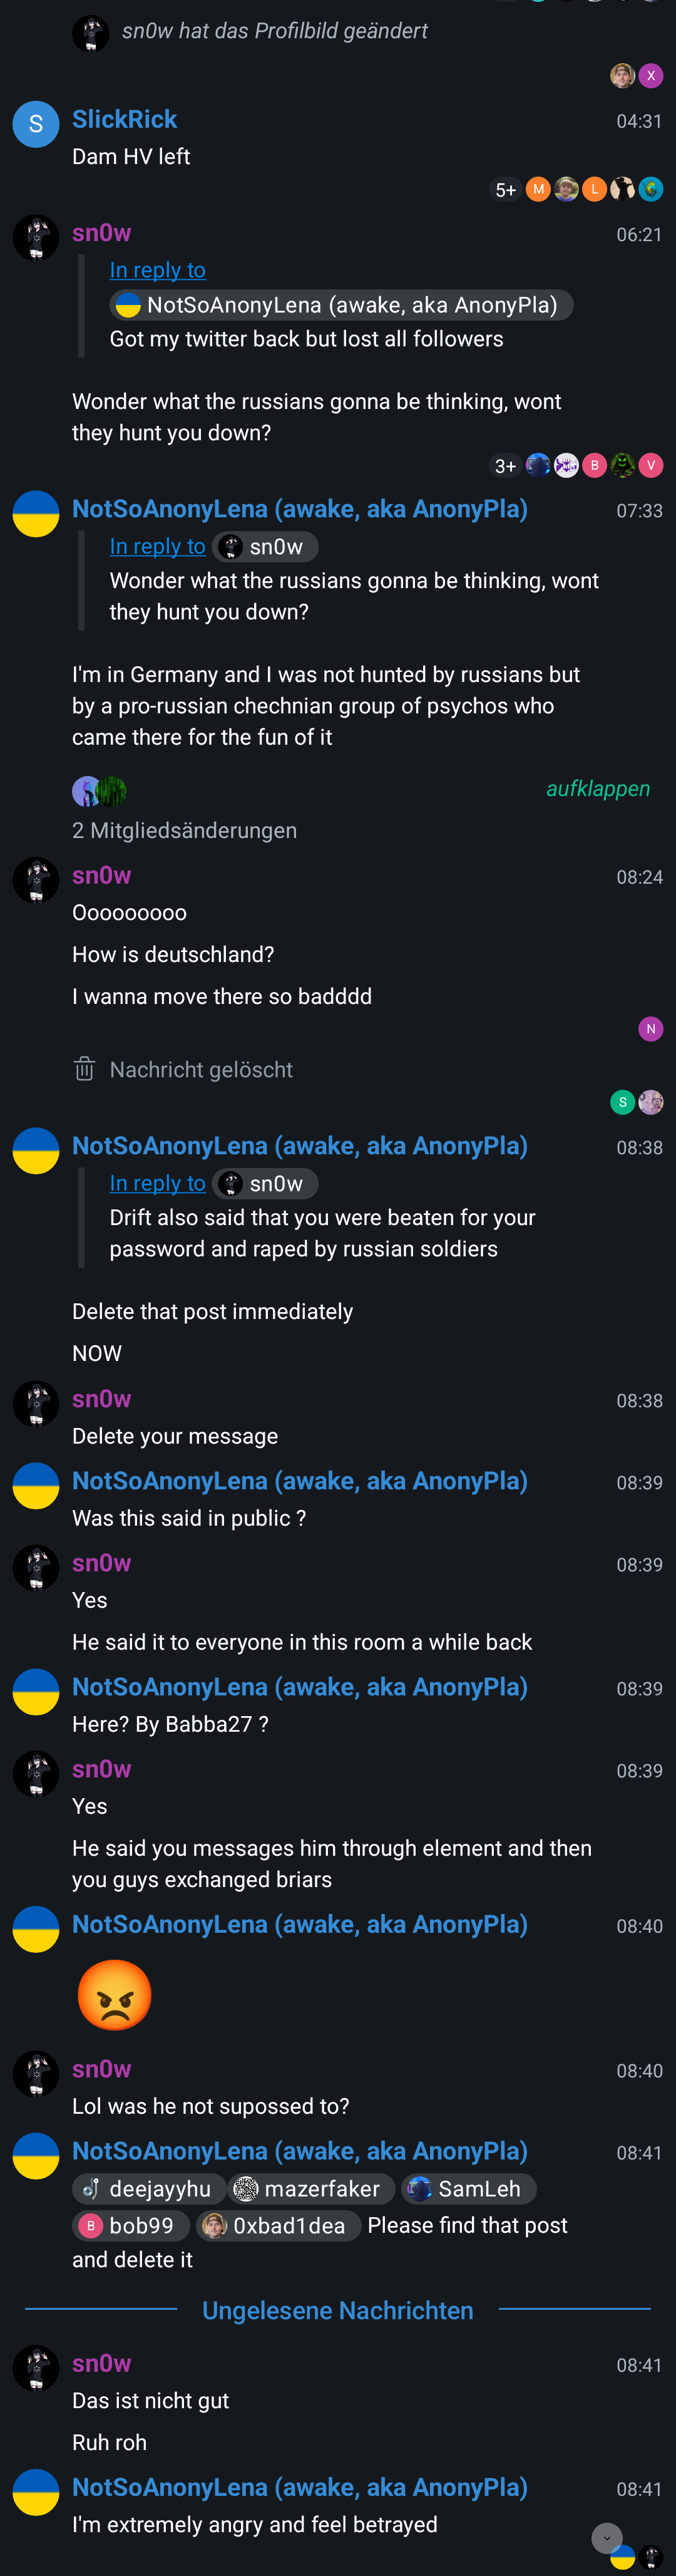 sn0w hat das Profilbild geändert
X
S
SlickRick
04:31
Dam HV left
5+
M
L
sn0w
06:21
In reply to
NotSoAnonyLena (awake, aka AnonyPla)
Got my twitter back but lost all followers
Wonder what the russians gonna be thinking, wont
they hunt you down?
3+
B
V
NotSoAnonyLena (awake, aka AnonyPla)
07:33
In reply to sn0w
Wonder what the russians gonna be thinking, wont
they hunt you down?
I'm in Germany and I was not hunted by russians but
by a pro-russian chechnian group of psychos who
came there for the fun of it
aufklappen
2 Mitgliedsänderungen
sn0w
08:24
Ooooooooo
How is deutschland?
I wanna move there so badddd
N
Nachricht gelöscht
S
NotSoAnonyLena (awake, aka AnonyPla)
08:38
In reply to sn0w
Drift also said that you were beaten for your
password and raped by russian soldiers
Delete that post immediately
NOW
sn0w
08:38
Delete your message
NotSoAnonyLena (awake, aka AnonyPla)
08:39
Was this said in public ?
sn0w
08:39
Yes
He said it to everyone in this room a while back
NotSoAnonyLena (awake, aka AnonyPla)
08:39
Here? By Babba27 ?
sn0w
08:39
Yes
He said you messages him through element and then
you guys exchanged briars
NotSoAnonyLena (awake, aka AnonyPla)
08:40
sn0w
08:40
Lol was he not supossed to?
NotSoAnonyLena (awake, aka AnonyPla)
08:41
deejayyhu mazerfaker SamLeh
B bob99 0xbad1dea Please find that post
and delete it
Ungelesene Nachrichten
sn0w
08:41
Das ist nicht gut
Ruh roh
NotSoAnonyLena (awake, aka AnonyPla)
08:41
I'm extremely angry and feel betrayed